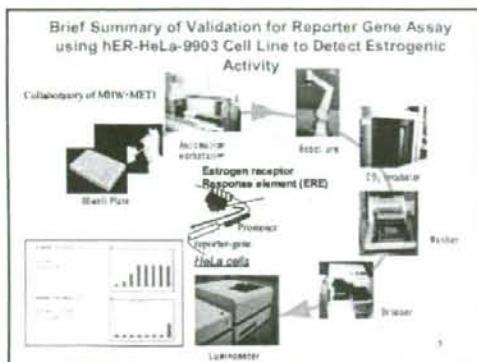 Brief Summary of Validation for Reporter Gene Assay
using hER-HeLa-9903 Cell Line to Detect Estrogenic
Activity
Collaboratory of MHW·METI
Automation
workstation
Robot arm
CO₂ incubator
96well Plate
Estrogen receptor
Response element (ERE)
Promoter
reporter-gene
HeLa cells
Washer
Luminometer